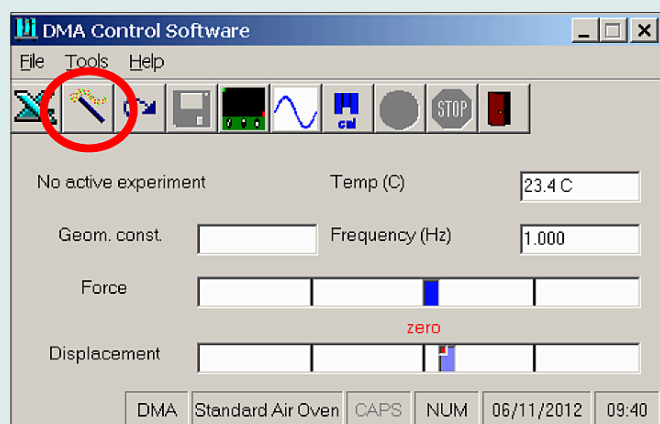 DMA Control Software
File Tools Help
cal STOP
No active experiment Temp (C) 23.4 C
Geom. const. Frequency (Hz) 1.000
Force
zero
Displacement
DMA Standard Air Oven CAPS NUM 06/11/2012 09:40